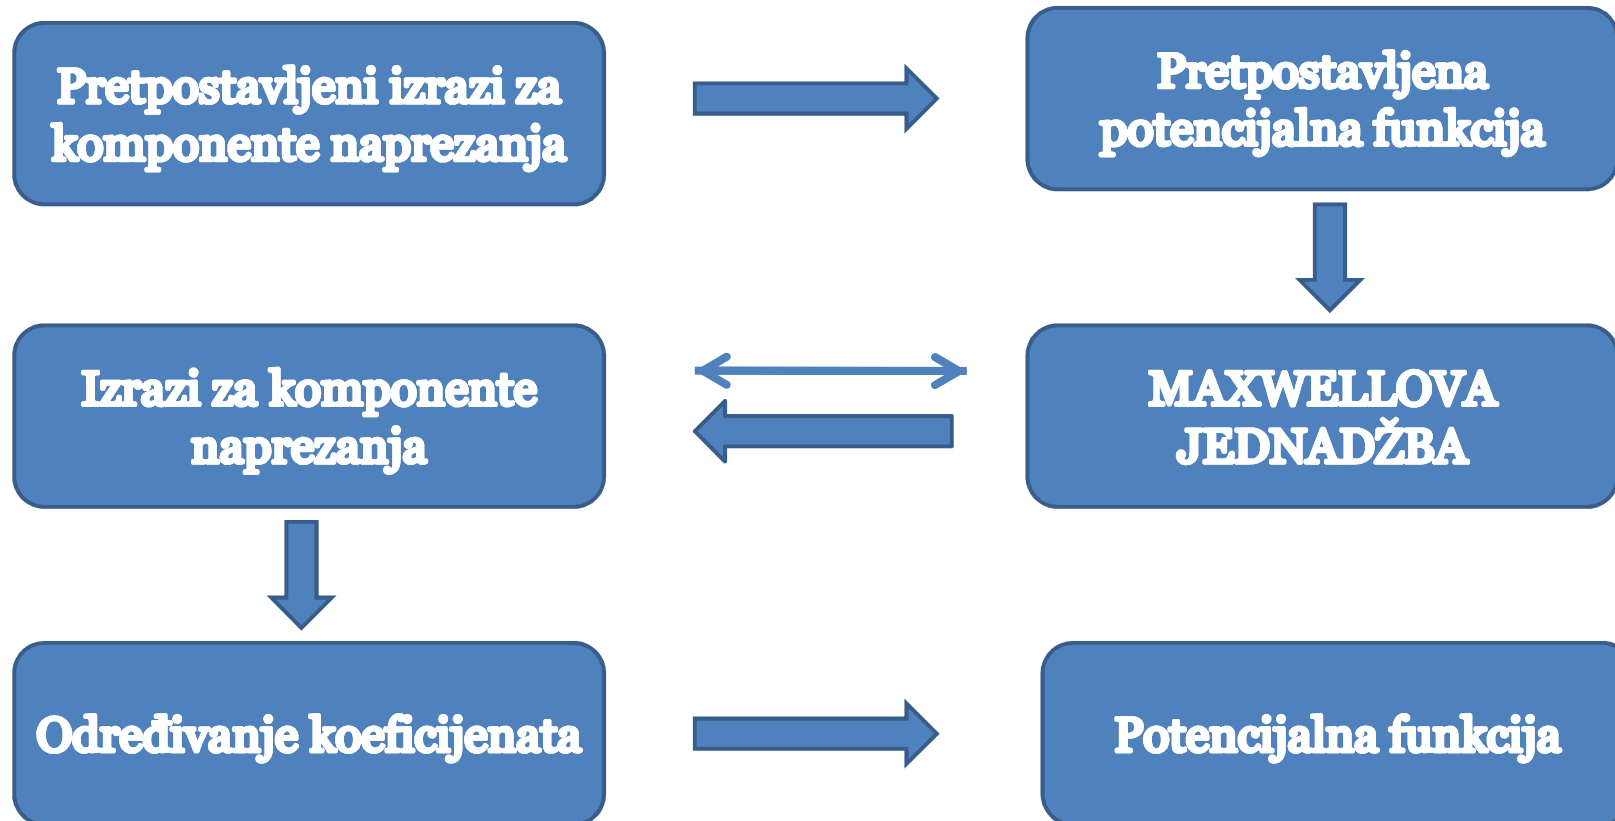 Pretpostavljeni izrazi za
komponente naprezanja
Pretpostavljena
potencijalna funkcija
Izrazi za komponente
naprezanja
MAXWELLOVA
JEDNADŽBA
Određivanje koeficijenata
Potencijalna funkcija